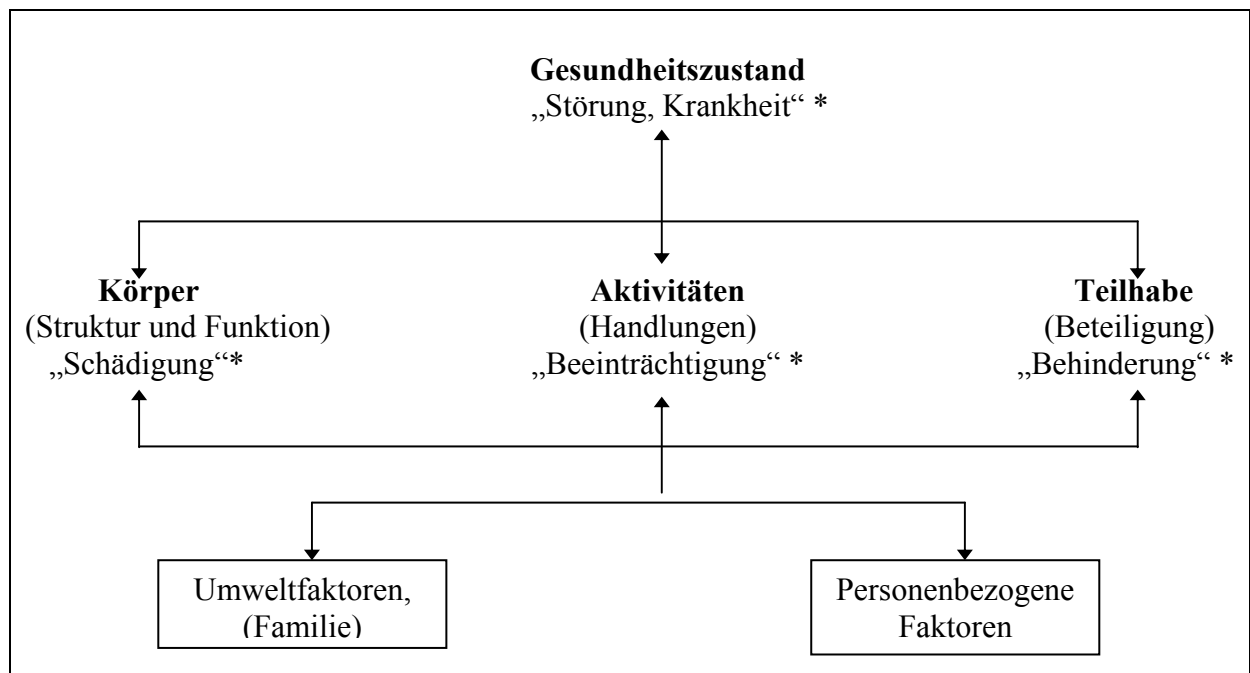 Gesundheitszustand
„Störung, Krankheit“ *
Körper
(Struktur und Funktion)
„Schädigung“*
Aktivitäten
(Handlungen)
„Beeinträchtigung“ *
Teilhabe
(Beteiligung)
„Behinderung“ *
Umweltfaktoren,
(Familie)
Personenbezogene
Faktoren